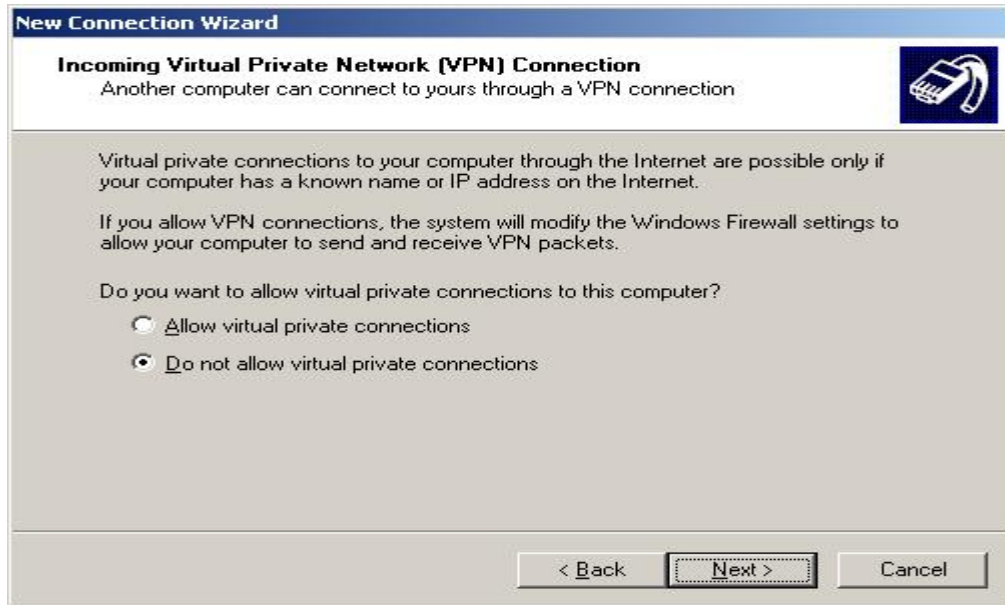 New Connection Wizard
Incoming Virtual Private Network (VPN) Connection
Another computer can connect to yours through a VPN connection
Virtual private connections to your computer through the Internet are possible only if
your computer has a known name or IP address on the Internet.
If you allow VPN connections, the system will modify the Windows Firewall settings to
allow your computer to send and receive VPN packets.
Do you want to allow virtual private connections to this computer?
Allow virtual private connections
Do not allow virtual private connections
< Back Next > Cancel